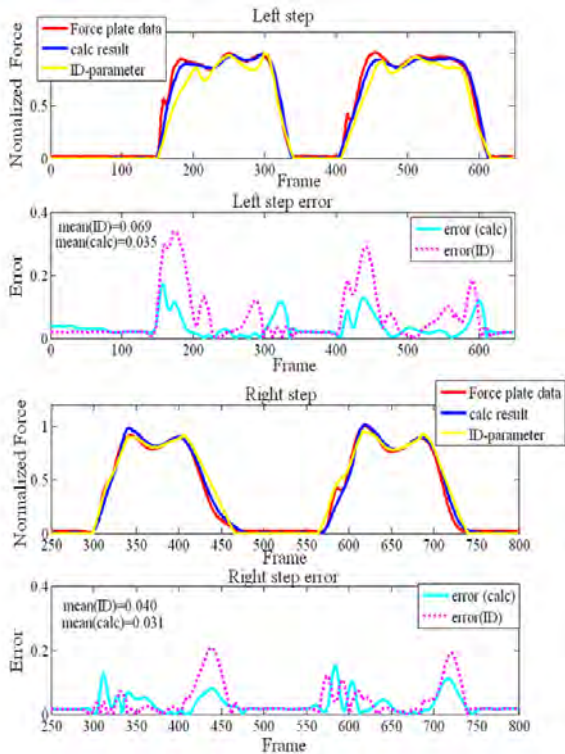 Left step
Force plate data
calc result
ID-parameter
Nomalized Force
0.5
0
0 100 200 300 400 500 600
Frame
Left step error
mean(ID)=0.069
mean(calc)=0.035
error (calc)
error(ID)
Error
0.4
0.2
0
0 100 200 300 400 500 600
Frame
Right step
Force plate data
calc result
ID-parameter
Normalized Force
1
0.5
0
250 300 350 400 450 500 550 600 650 700 750 800
Frame
Right step error
mean(ID)=0.040
mean(calc)=0.031
error (calc)
error(ID)
Error
0.4
0.2
0
250 300 350 400 450 500 550 600 650 700 750 800
Frame